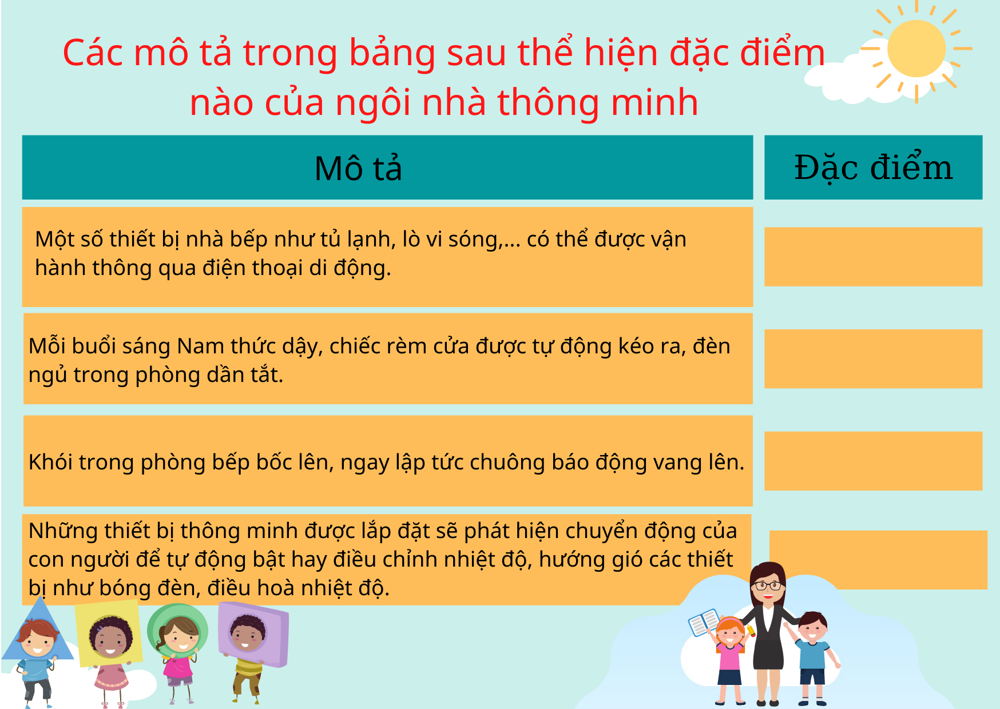 Các mô tả trong bảng sau thể hiện đặc điểm
nào của ngôi nhà thông minh
Mô tả
Đặc điểm
Một số thiết bị nhà bếp như tủ lạnh, lò vi sóng,... có thể được vận
hành thông qua điện thoại di động.
Mỗi buổi sáng Nam thức dậy, chiếc rèm cửa được tự động kéo ra, đèn
ngủ trong phòng dần tắt.
Khói trong phòng bếp bốc lên, ngay lập tức chuông báo động vang lên.
Những thiết bị thông minh được lắp đặt sẽ phát hiện chuyển động của
con người để tự động bật hay điều chỉnh nhiệt độ, hướng gió các thiết
bị như bóng đèn, điều hoà nhiệt độ.